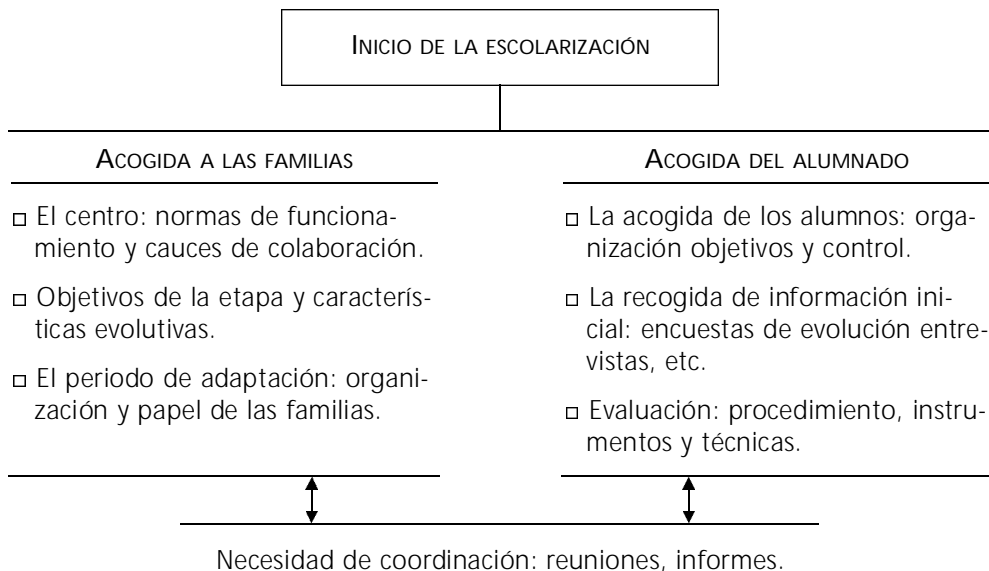 INICIO DE LA ESCOLARIZACIÓN
ACOGIDA A LAS FAMILIAS
El centro: normas de funciona-
miento y cauces de colaboración.
Objetivos de la etapa y caracterís-
ticas evolutivas.
El periodo de adaptación: organi-
zación y papel de las familias.
ACOGIDA DEL ALUMNADO
La acogida de los alumnos: orga-
nización objetivos y control.
La recogida de información ini-
cial: encuestas de evolución entre-
vistas, etc.
Evaluación: procedimiento, instru-
mentos y técnicas.
Necesidad de coordinación: reuniones, informes.